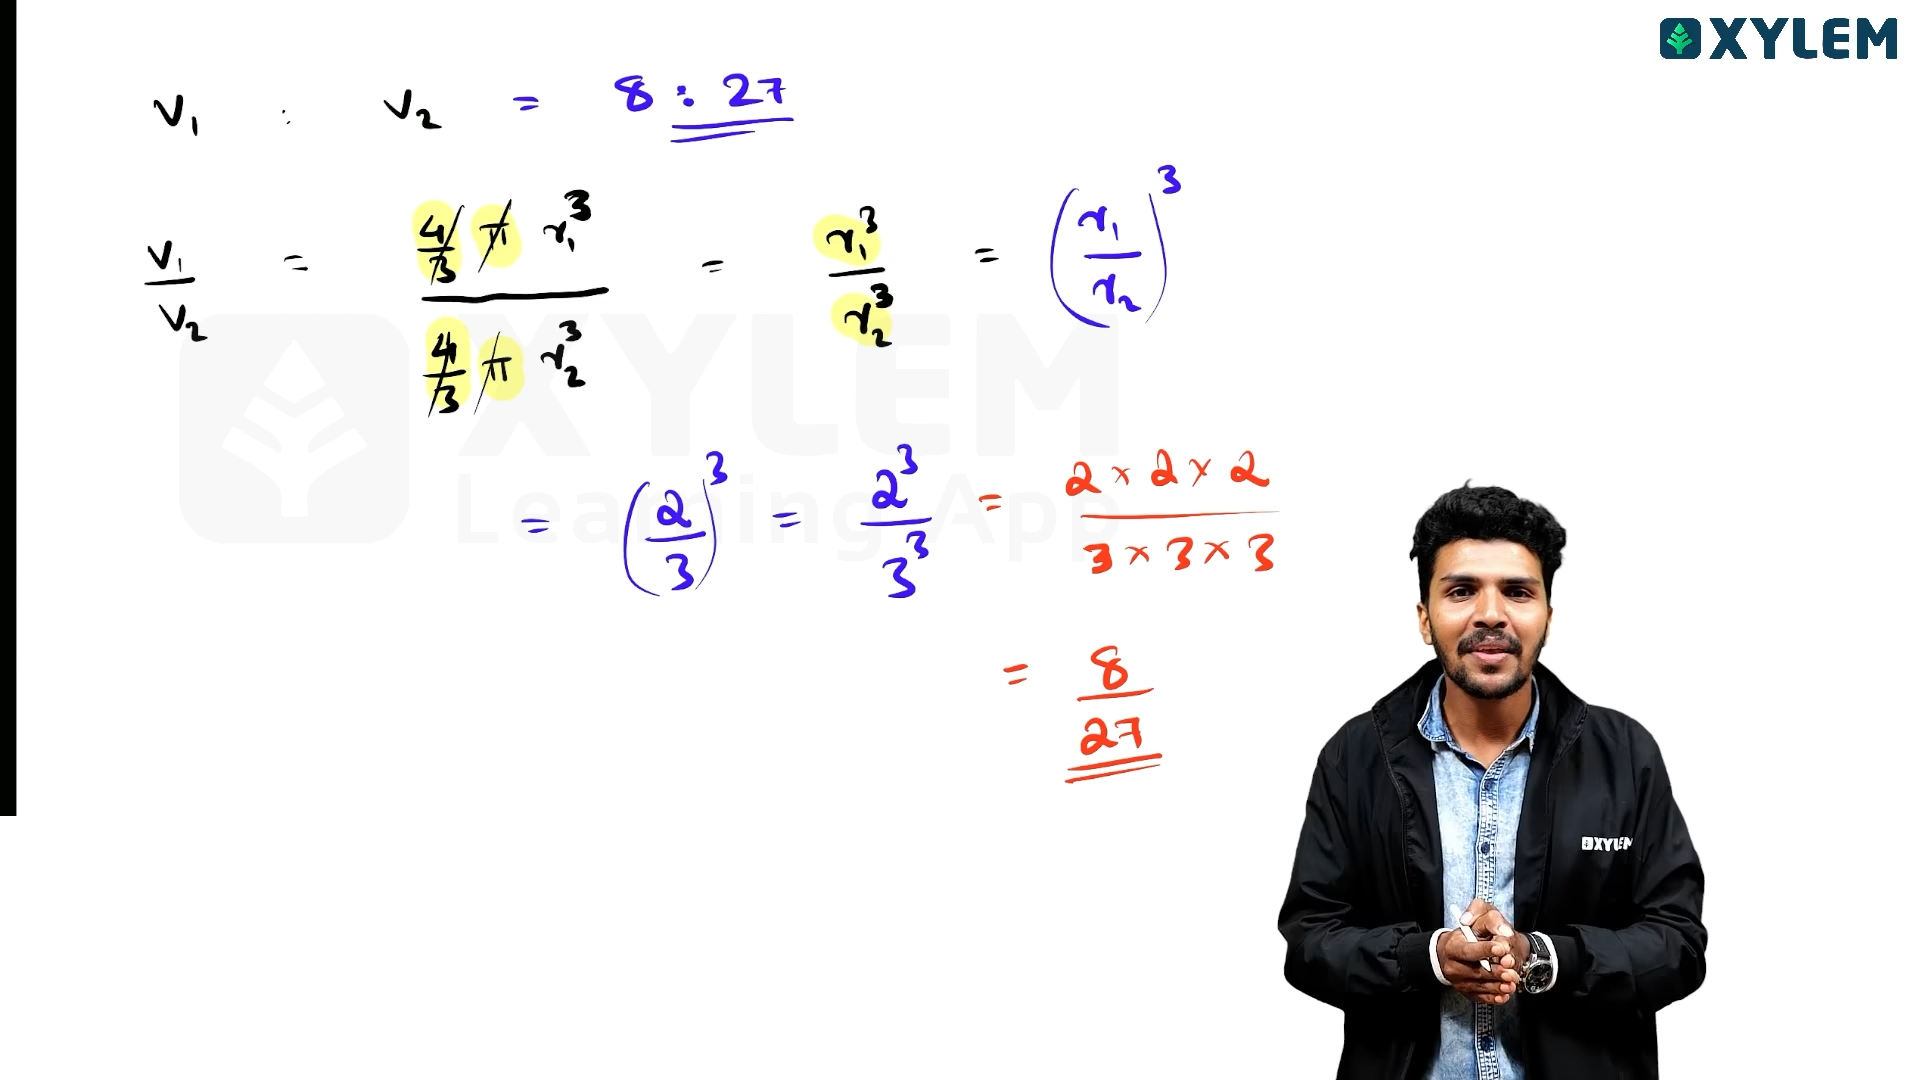 XYLEM
V₁ : V₂ = 8 : 27
V₁/V₂ = (4/3 π r₁³)/(4/3 π r₂³) = r₁³/r₂³ = (r₁/r₂)³
= (2/3)³ = 2³/3³ = (2 × 2 × 2)/(3 × 3 × 3)
= 8/27
XYLEM
Learning App
XYLEM